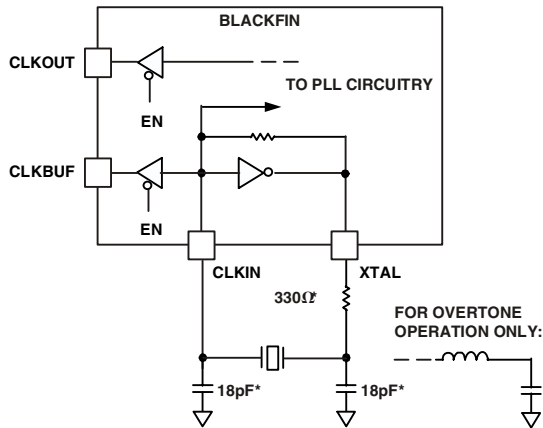 BLACKFIN
CLKOUT
TO PLL CIRCUITRY
EN
CLKBUF
EN
CLKIN
XTAL
330Ω*
FOR OVERTONE
OPERATION ONLY:
18pF*
18pF*